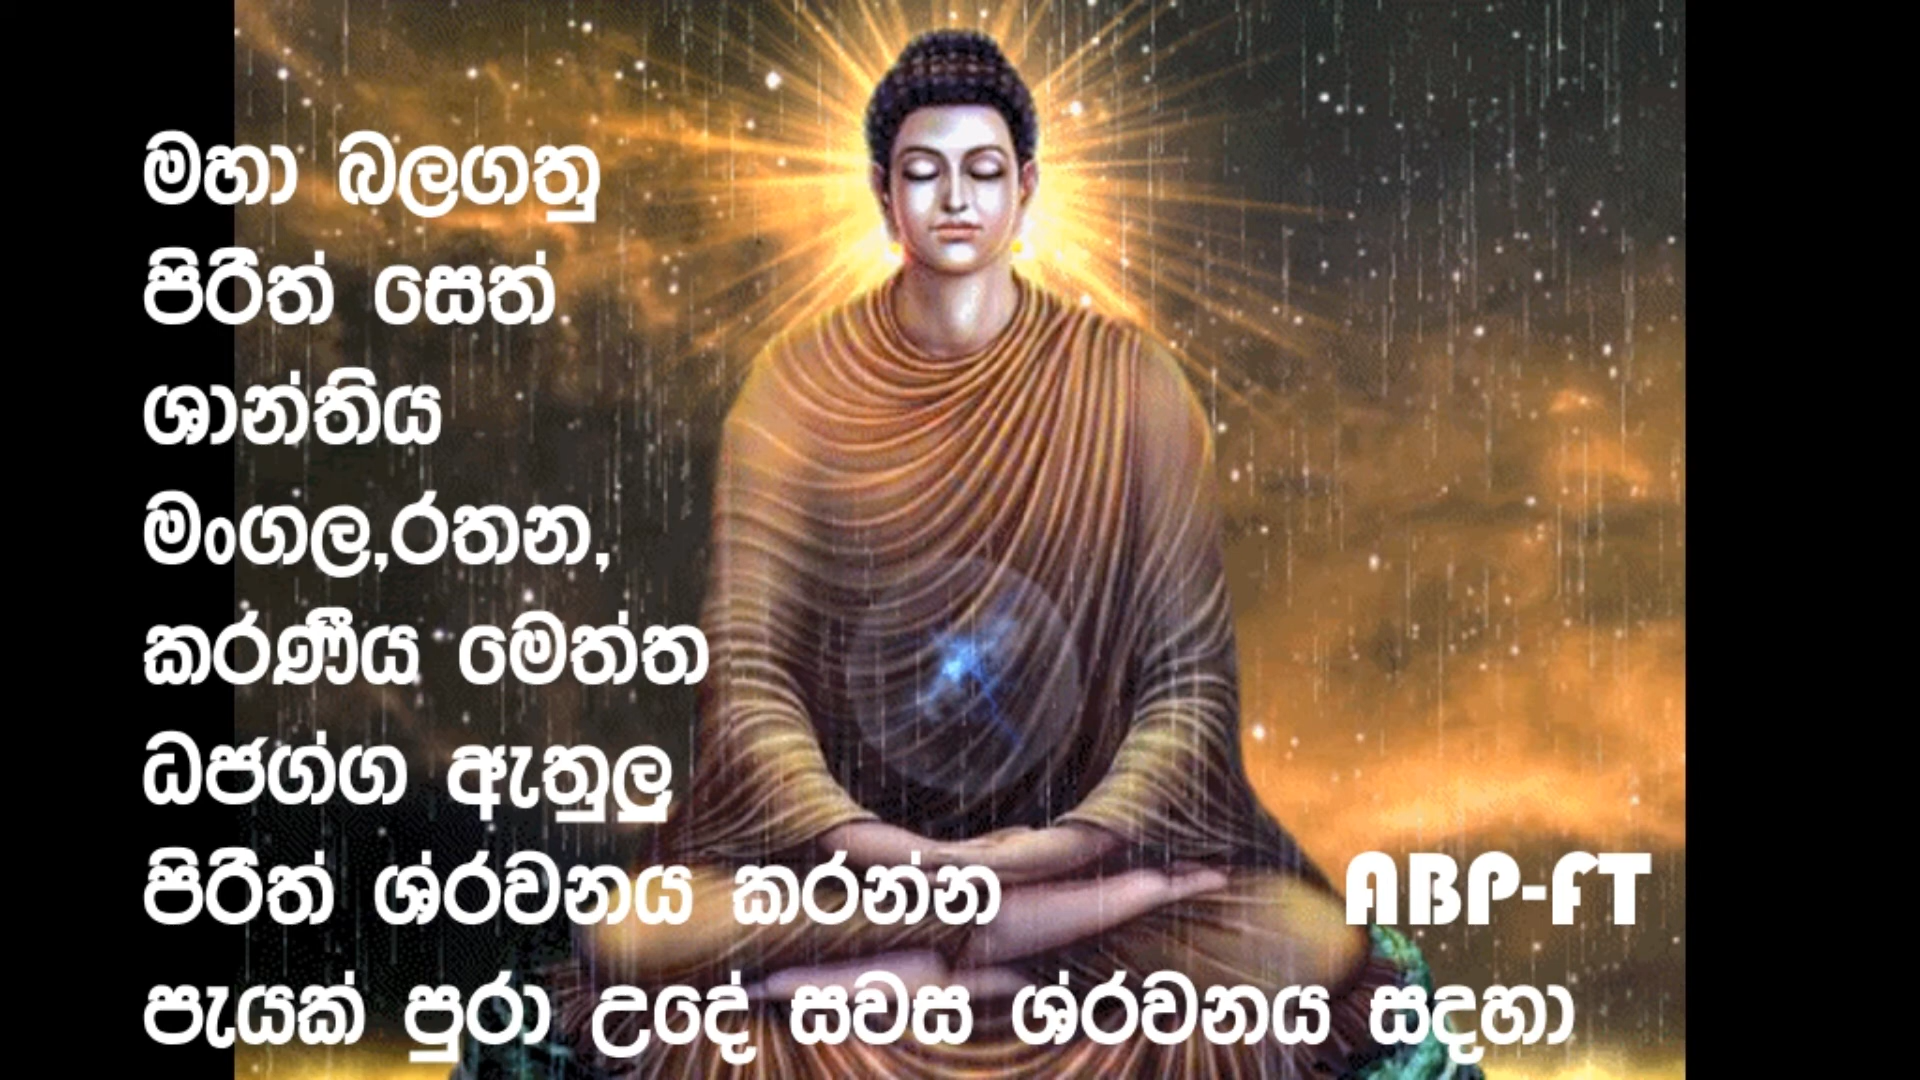 මහා බලගතු
පිරිත් සෙත්
ශාන්තිය
මංගල,රතන,
කරණීය මෙත්ත
ධජග්ග ඇතුලු
පිරිත් ශ්රවනය කරන්න
ABP-FT
පැයක් පුරා උදේ සවස ශ්රවනය සදහා